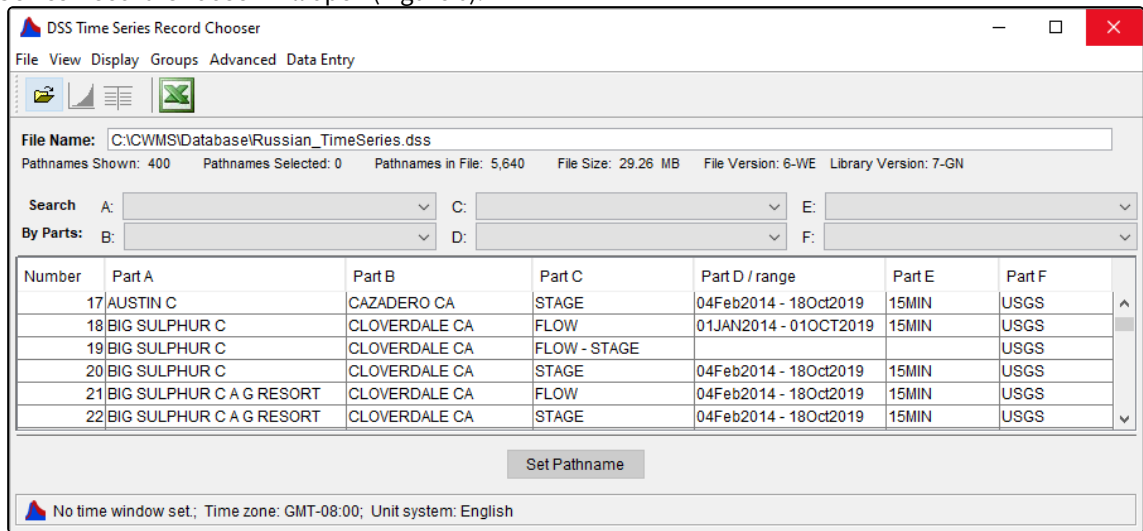 DSS Time Series Record Chooser
File View Display Groups Advanced Data Entry
File Name: C:\CWMS\Database\Russian_TimeSeries.dss
Pathnames Shown: 400 Pathnames Selected: 0 Pathnames in File: 5,640 File Size: 29.26 MB File Version: 6-WE Library Version: 7-GN
Search A: C: E:
By Parts: B: D: F:
Number Part A Part B Part C Part D / range Part E Part F
17 AUSTIN C CAZADERO CA STAGE 04Feb2014 - 18Oct2019 15MIN USGS
18 BIG SULPHUR C CLOVERDALE CA FLOW 01JAN2014 - 01OCT2019 15MIN USGS
19 BIG SULPHUR C CLOVERDALE CA FLOW - STAGE USGS
20 BIG SULPHUR C CLOVERDALE CA STAGE 04Feb2014 - 18Oct2019 15MIN USGS
21 BIG SULPHUR C A G RESORT CLOVERDALE CA FLOW 04Feb2014 - 18Oct2019 15MIN USGS
22 BIG SULPHUR C A G RESORT CLOVERDALE CA STAGE 04Feb2014 - 18Oct2019 15MIN USGS
Set Pathname
No time window set.; Time zone: GMT-08:00; Unit system: English